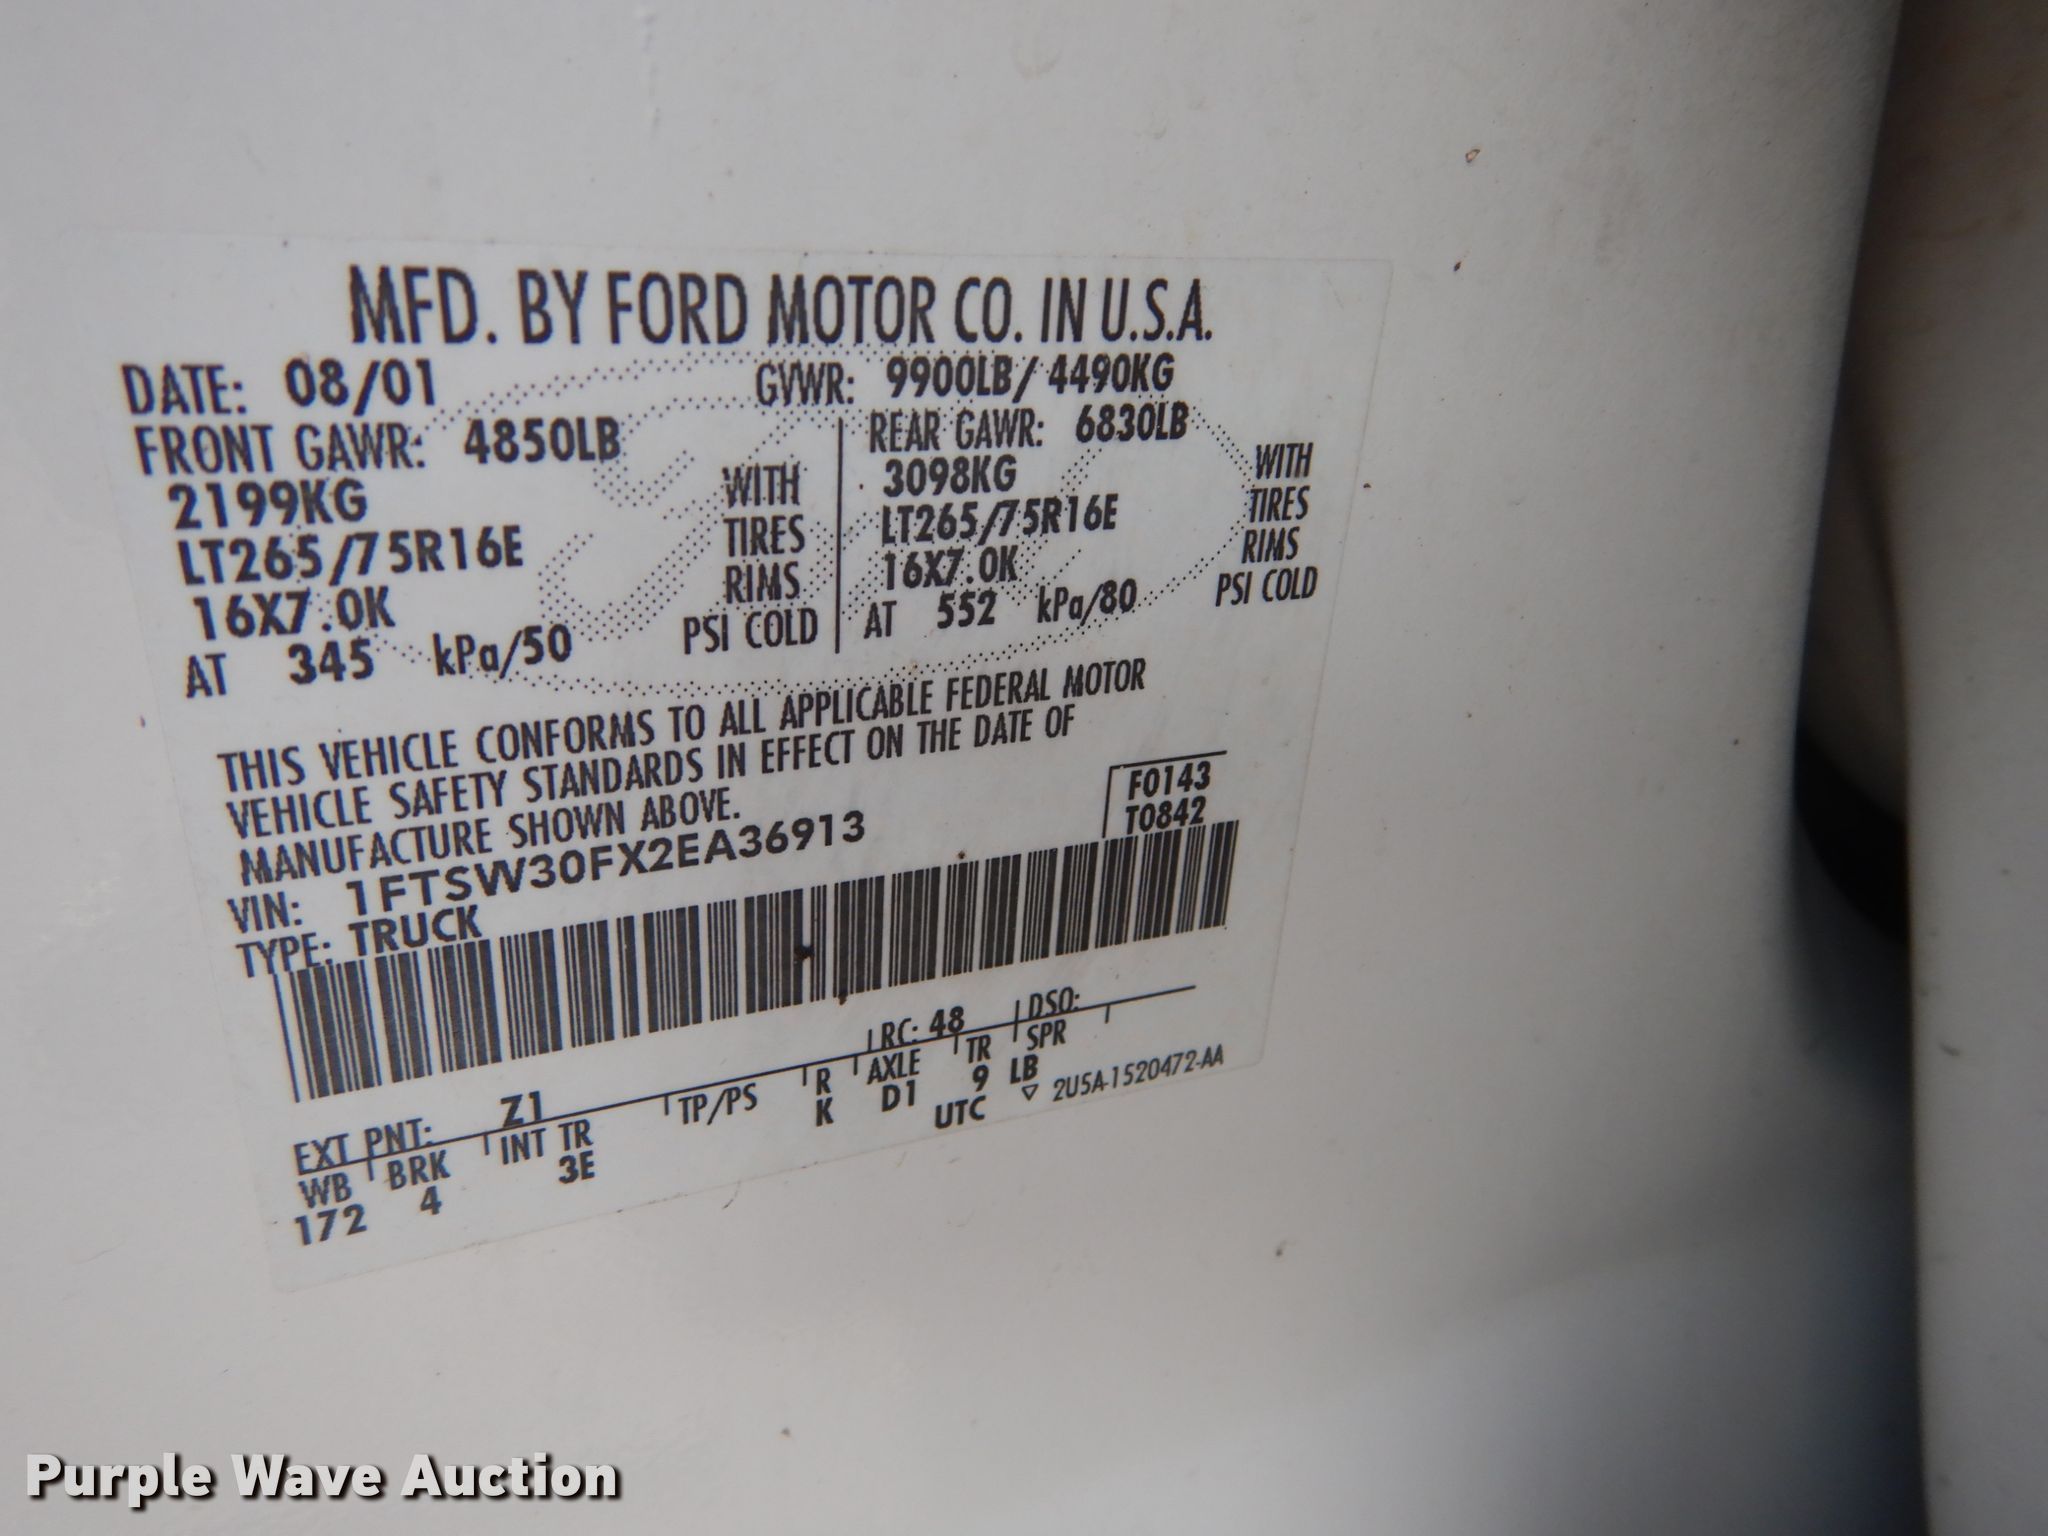 MFD. BY FORD MOTOR CO. IN U.S.A.
DATE: 08/01 GVWR: 9900LB/ 4490KG
FRONT GAWR: 4850LB REAR GAWR: 6830LB
2199KG WITH 3098KG WITH
LT265/75R16E TIRES LT265/75R16E TIRES
16X7.0K RIMS 16X7.0K RIMS
AT 345 kPa/50 PSI COLD AT 552 kPa/80 PSI COLD
THIS VEHICLE CONFORMS TO ALL APPLICABLE FEDERAL MOTOR
VEHICLE SAFETY STANDARDS IN EFFECT ON THE DATE OF
MANUFACTURE SHOWN ABOVE.
F0143
T0842
VIN: 1FTSW30FX2EA36913
TYPE: TRUCK
EXT PNT: Z1 RC: 48 DSO:
WB BRK INT TR TP/PS R AXLE TR SPR
172 4 3E K D1 9 LB
UTC ▽ 2U5A-1520472-AA
Purple Wave Auction